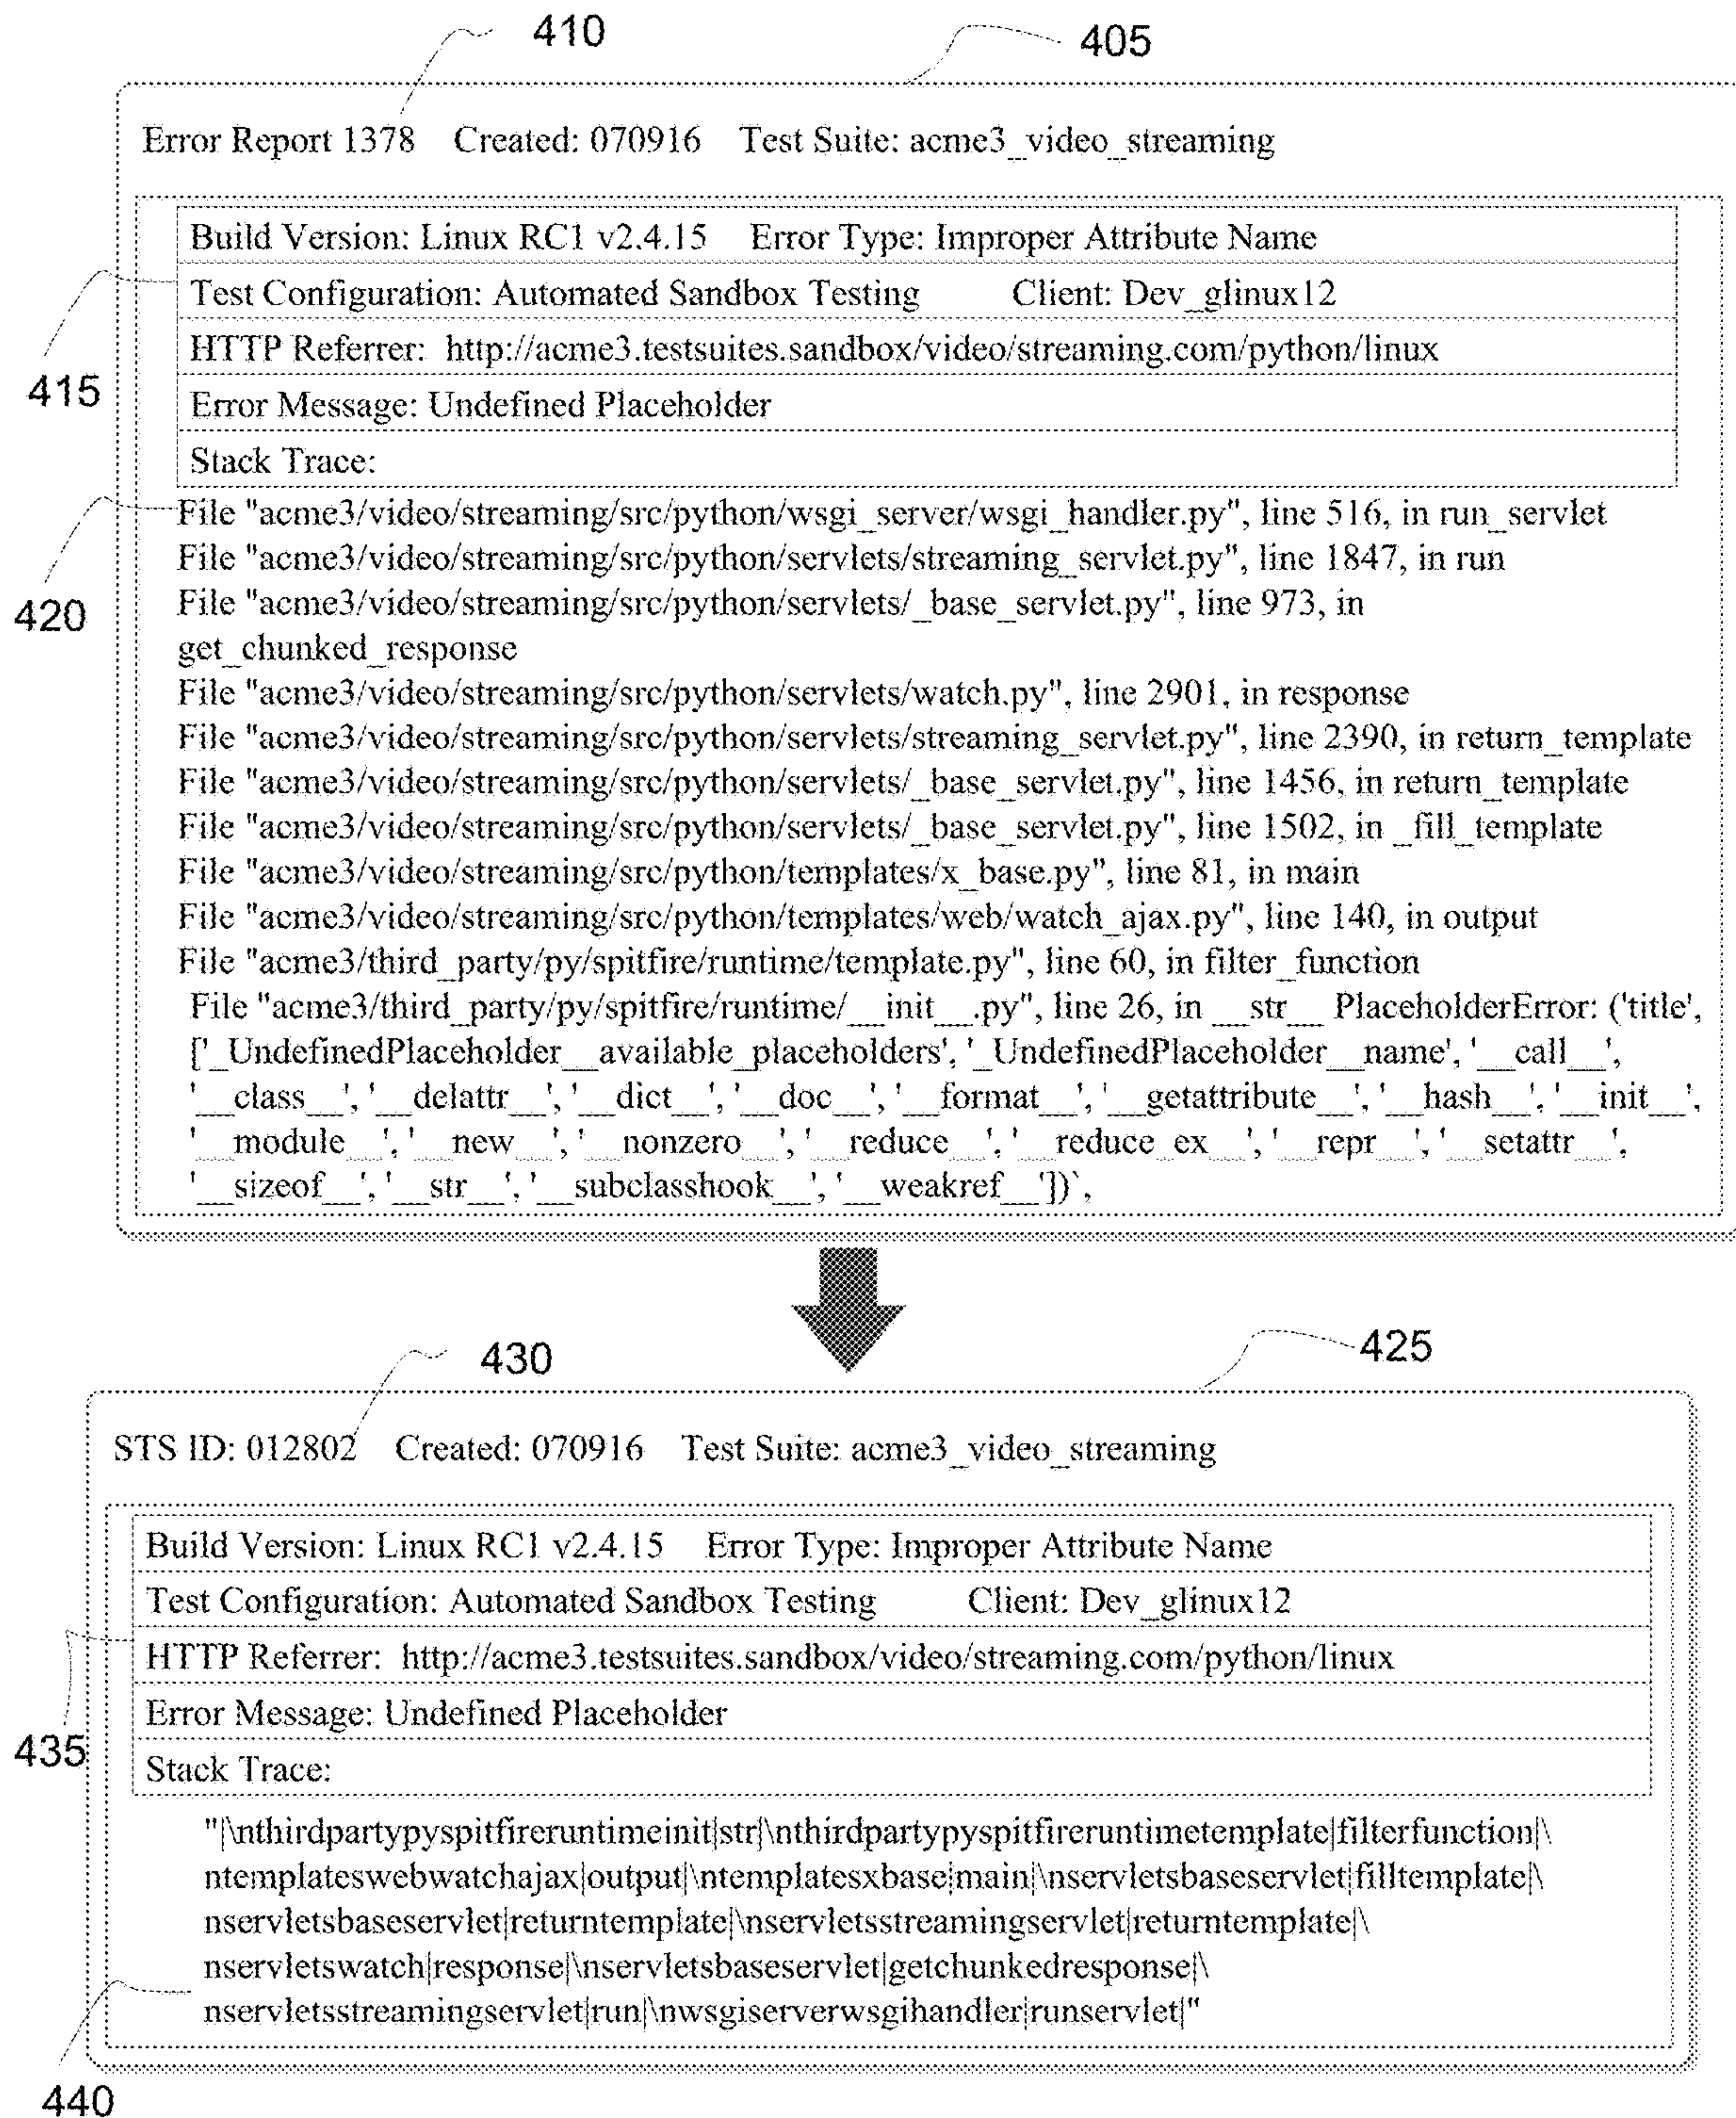 410
405
Error Report 1378 Created: 070916 Test Suite: acme3_video_streaming
Build Version: Linux RC1 v2.4.15 Error Type: Improper Attribute Name
Test Configuration: Automated Sandbox Testing Client: Dev_glinux12
HTTP Referrer: http://acme3.testsuites.sandbox/video/streaming.com/python/linux
415
Error Message: Undefined Placeholder
Stack Trace:
File "acme3/video/streaming/src/python/wsgi_server/wsgi_handler.py", line 516, in run_servlet
File "acme3/video/streaming/src/python/servlets/streaming_servlet.py", line 1847, in run
420
File "acme3/video/streaming/src/python/servlets/_base_servlet.py", line 973, in
get_chunked_response
File "acme3/video/streaming/src/python/servlets/watch.py", line 2901, in response
File "acme3/video/streaming/src/python/servlets/streaming_servlet.py", line 2390, in return_template
File "acme3/video/streaming/src/python/servlets/_base_servlet.py", line 1456, in return_template
File "acme3/video/streaming/src/python/servlets/_base_servlet.py", line 1502, in _fill_template
File "acme3/video/streaming/src/python/templates/x_base.py", line 81, in main
File "acme3/video/streaming/src/python/templates/web/watch_ajax.py", line 140, in output
File "acme3/third_party/py/spitfire/runtime/template.py", line 60, in filter_function
File "acme3/third_party/py/spitfire/runtime/__init__.py", line 26, in __str__ PlaceholderError: ('title',
['_UndefinedPlaceholder__available_placeholders', '_UndefinedPlaceholder__name', '__call__',
'__class__', '__delattr__', '__dict__', '__doc__', '__format__', '__getattribute__', '__hash__', '__init__',
'__module__', '__new__', '__nonzero__', '__reduce__', '__reduce_ex__', '__repr__', '__setattr__',
'__sizeof__', '__str__', '__subclasshook__', '__weakref__'])`,
430
425
STS ID: 012802 Created: 070916 Test Suite: acme3_video_streaming
Build Version: Linux RC1 v2.4.15 Error Type: Improper Attribute Name
Test Configuration: Automated Sandbox Testing Client: Dev_glinux12
HTTP Referrer: http://acme3.testsuites.sandbox/video/streaming.com/python/linux
Error Message: Undefined Placeholder
435
Stack Trace:
"|\nthirdpartypyspitfireruntimeinit|str|\nthirdpartypyspitfireruntimetemplate|filterfunction|\
ntemplateswebwatchajax|output|\ntemplatesxbase|main|\nservletsbaseservlet|filltemplate|\
nservletsbaseservlet|returntemplate|\nservletsstreamingservlet|returntemplate|\
nservletswatch|response|\nservletsbaseservlet|getchunkedresponse|\
nservletsstreamingservlet|run|\nwsgiserverwsgihandler|runservlet|"
440